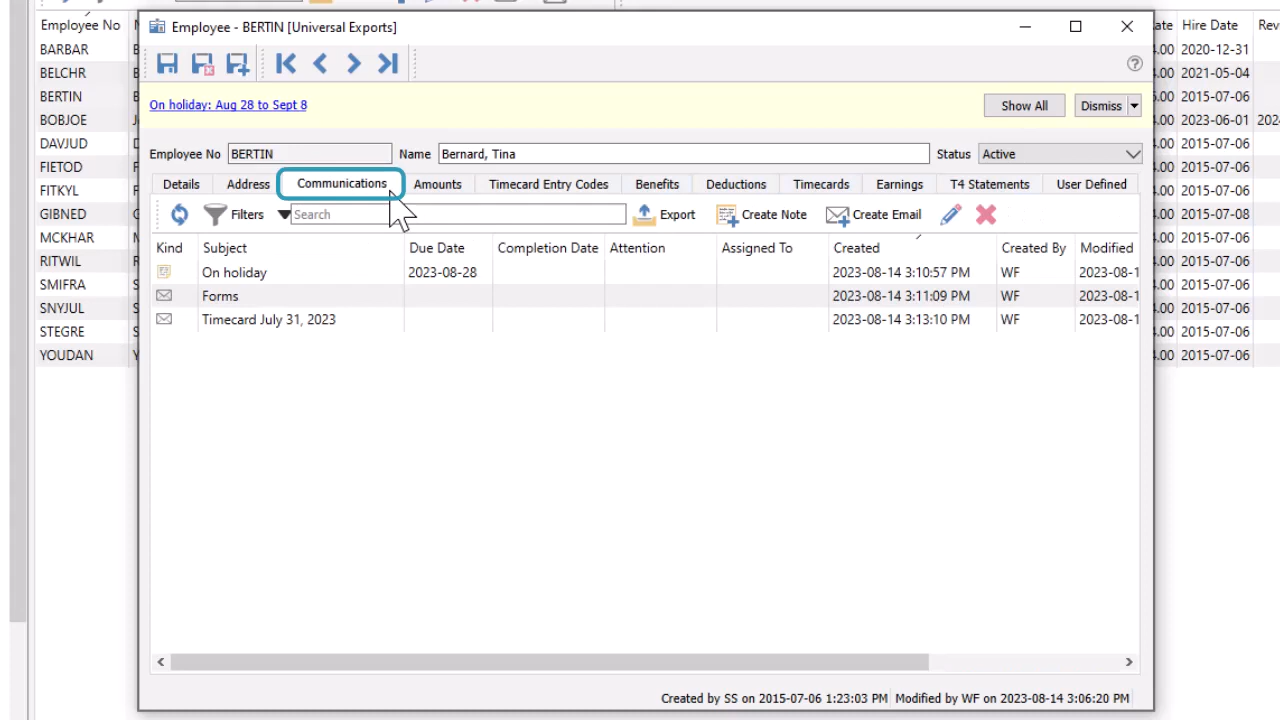 Employee - BERTIN [Universal Exports]
On holiday: Aug 28 to Sept 8
Show All
Dismiss
Employee No BERTIN Name Bernard, Tina Status Active
Details Address Communications Amounts Timecard Entry Codes Benefits Deductions Timecards Earnings T4 Statements User Defined
Filters Search Export Create Note Create Email
Kind Subject Due Date Completion Date Attention Assigned To Created Created By Modified
On holiday 2023-08-28 2023-08-14 3:10:57 PM WF 2023-08-1
Forms 2023-08-14 3:11:09 PM WF 2023-08-1
Timecard July 31, 2023 2023-08-14 3:13:10 PM WF 2023-08-1
Created by SS on 2015-07-06 1:23:03 PM Modified by WF on 2023-08-14 3:06:20 PM
Employee No Hire Date
BARBAR 2020-12-31
BELCHR 2021-05-04
BERTIN 2015-07-06
BOBJOE 2023-06-01
DAVJUD 2015-07-06
FIETOD 2015-07-06
FITKYL 2015-07-06
GIBNED 2015-07-08
MCKHAR 2015-07-06
RITWIL 2015-07-06
SMIFRA 2015-07-06
SNYJUL 2015-07-06
STEGRE 2015-07-06
YOUDAN 2015-07-06